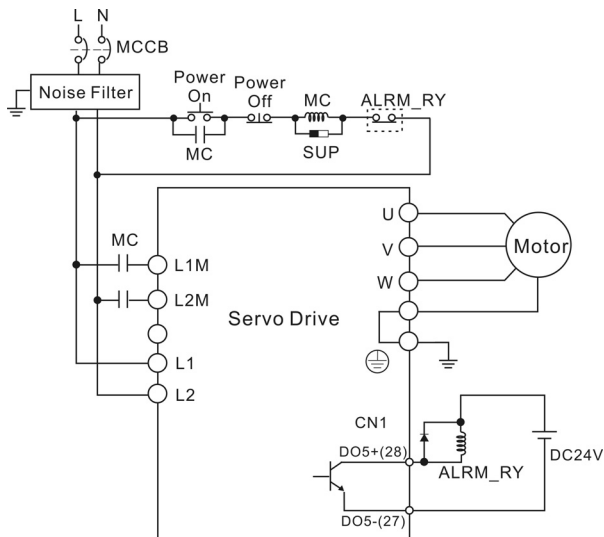 L N
MCCB
Noise Filter
Power
On
Power
Off
MC
ALRM_RY
MC
SUP
MC
L1M
L2M
L1
L2
Servo Drive
U
V
W
Motor
CN1
DO5+(28)
DO5-(27)
ALRM_RY
DC24V